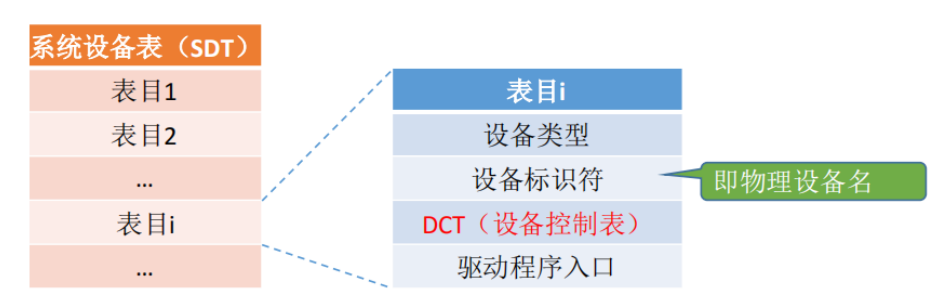 系统设备表（SDT）
表目1
表目2
...
表目i
...
表目i
设备类型
设备标识符
即物理设备名
DCT（设备控制表）
驱动程序入口